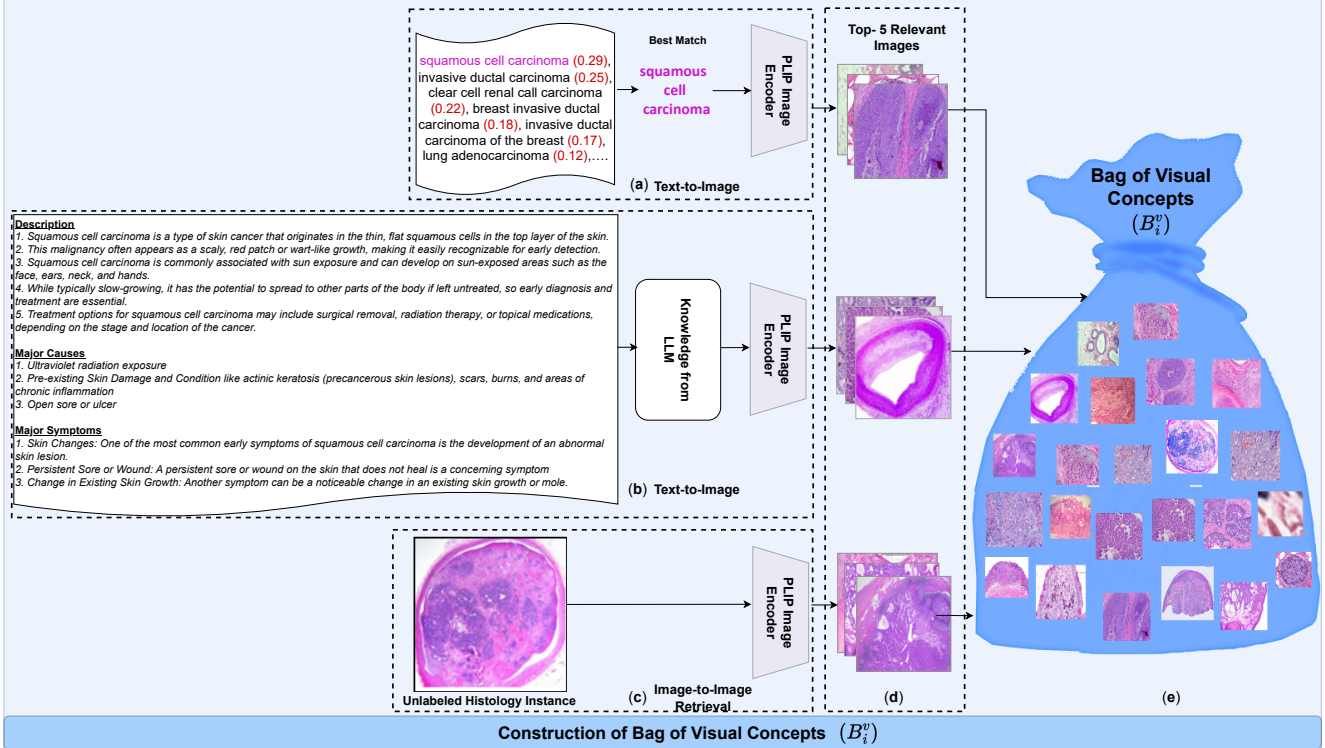 squamous cell carcinoma (0.29),
invasive ductal carcinoma (0.25),
clear cell renal call carcinoma
(0.22), breast invasive ductal
carcinoma (0.18), invasive ductal
carcinoma of the breast (0.17),
lung adenocarcinoma (0.12),....
Best Match
squamous
cell
carcinoma
PLIP Image
Encoder
(a) Text-to-Image
Top- 5 Relevant
Images
Description
1. Squamous cell carcinoma is a type of skin cancer that originates in the thin, flat squamous cells in the top layer of the skin.
2. This malignancy often appears as a scaly, red patch or wart-like growth, making it easily recognizable for early detection.
3. Squamous cell carcinoma is commonly associated with sun exposure and can develop on sun-exposed areas such as the
face, ears, neck, and hands.
4. While typically slow-growing, it has the potential to spread to other parts of the body if left untreated, so early diagnosis and
treatment are essential.
5. Treatment options for squamous cell carcinoma may include surgical removal, radiation therapy, or topical medications,
depending on the stage and location of the cancer.
Major Causes
1. Ultraviolet radiation exposure
2. Pre-existing Skin Damage and Condition like actinic keratosis (precancerous skin lesions), scars, burns, and areas of
chronic inflammation
3. Open sore or ulcer
Major Symptoms
1. Skin Changes: One of the most common early symptoms of squamous cell carcinoma is the development of an abnormal
skin lesion.
2. Persistent Sore or Wound: A persistent sore or wound on the skin that does not heal is a concerning symptom
3. Change in Existing Skin Growth: Another symptom can be a noticeable change in an existing skin growth or mole.
Knowledge from
LLM
PLIP Image
Encoder
(b) Text-to-Image
Unlabeled Histology Instance
PLIP Image
Encoder
(c) Image-to-Image
Retrieval
(d)
Bag of Visual
Concepts
(B_i^v)
(e)
Construction of Bag of Visual Concepts (B_i^v)